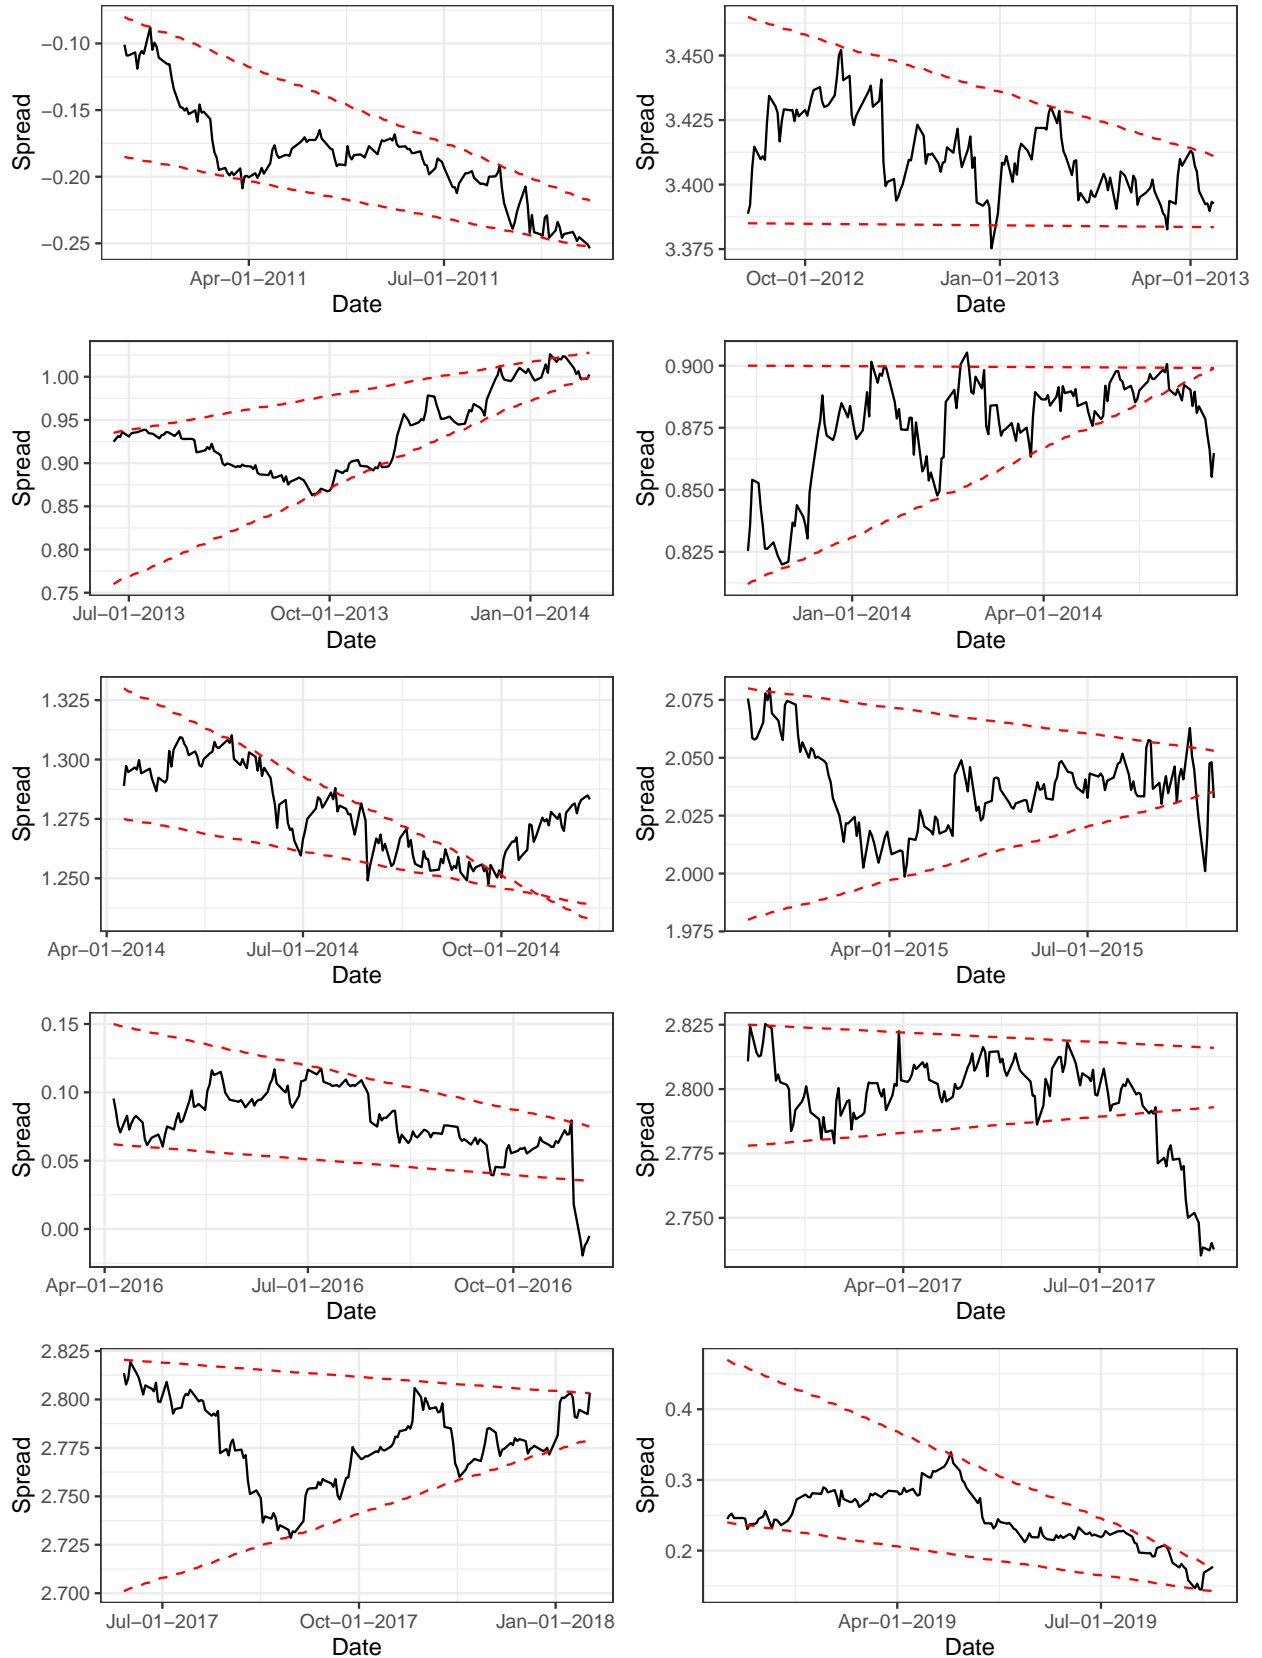 Spread
−0.10
−0.15
−0.20
−0.25
Apr−01−2011
Jul−01−2011
Date
Spread
3.450
3.425
3.400
3.375
Oct−01−2012
Jan−01−2013
Apr−01−2013
Date
Spread
1.00
0.95
0.90
0.85
0.80
0.75
Jul−01−2013
Oct−01−2013
Jan−01−2014
Date
Spread
0.900
0.875
0.850
0.825
Jan−01−2014
Apr−01−2014
Date
Spread
1.325
1.300
1.275
1.250
Apr−01−2014
Jul−01−2014
Oct−01−2014
Date
Spread
2.075
2.050
2.025
2.000
1.975
Apr−01−2015
Jul−01−2015
Date
Spread
0.15
0.10
0.05
0.00
Apr−01−2016
Jul−01−2016
Oct−01−2016
Date
Spread
2.825
2.800
2.775
2.750
Apr−01−2017
Jul−01−2017
Date
Spread
2.825
2.800
2.775
2.750
2.725
2.700
Jul−01−2017
Oct−01−2017
Jan−01−2018
Date
Spread
0.4
0.3
0.2
Apr−01−2019
Jul−01−2019
Date